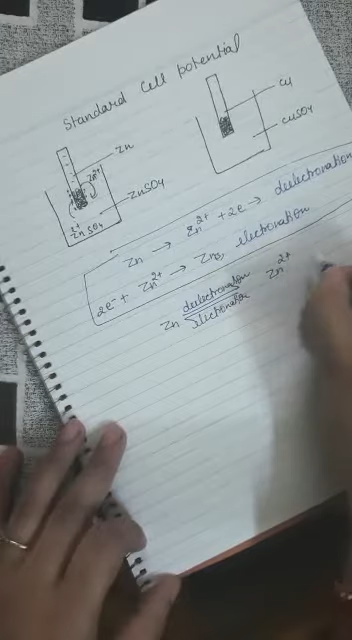 Standard Cell potential
Zn
Zn²⁺
ZnSO₄
ZnSO₄
Cu
CuSO₄
Zn → Zn²⁺ + 2e → deelectronation
2e⁻ + Zn²⁺ → Zn(s), electronation
Zn deelectronation Zn²⁺
electronation